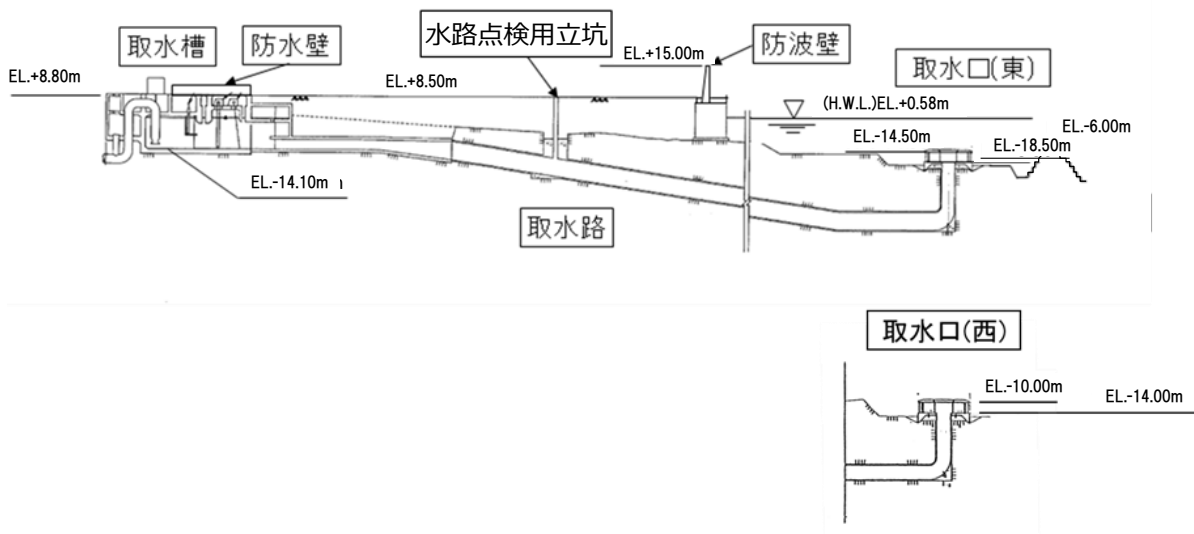 水路点検用立坑
取水槽
防水壁
EL.+15.00m
防波壁
取水口(東)
EL.+8.80m
EL.+8.50m
(H.W.L.)EL.+0.58m
EL.-6.00m
EL.-14.50m
EL.-18.50m
EL.-14.10m
取水路
取水口(西)
EL.-10.00m
EL.-14.00m